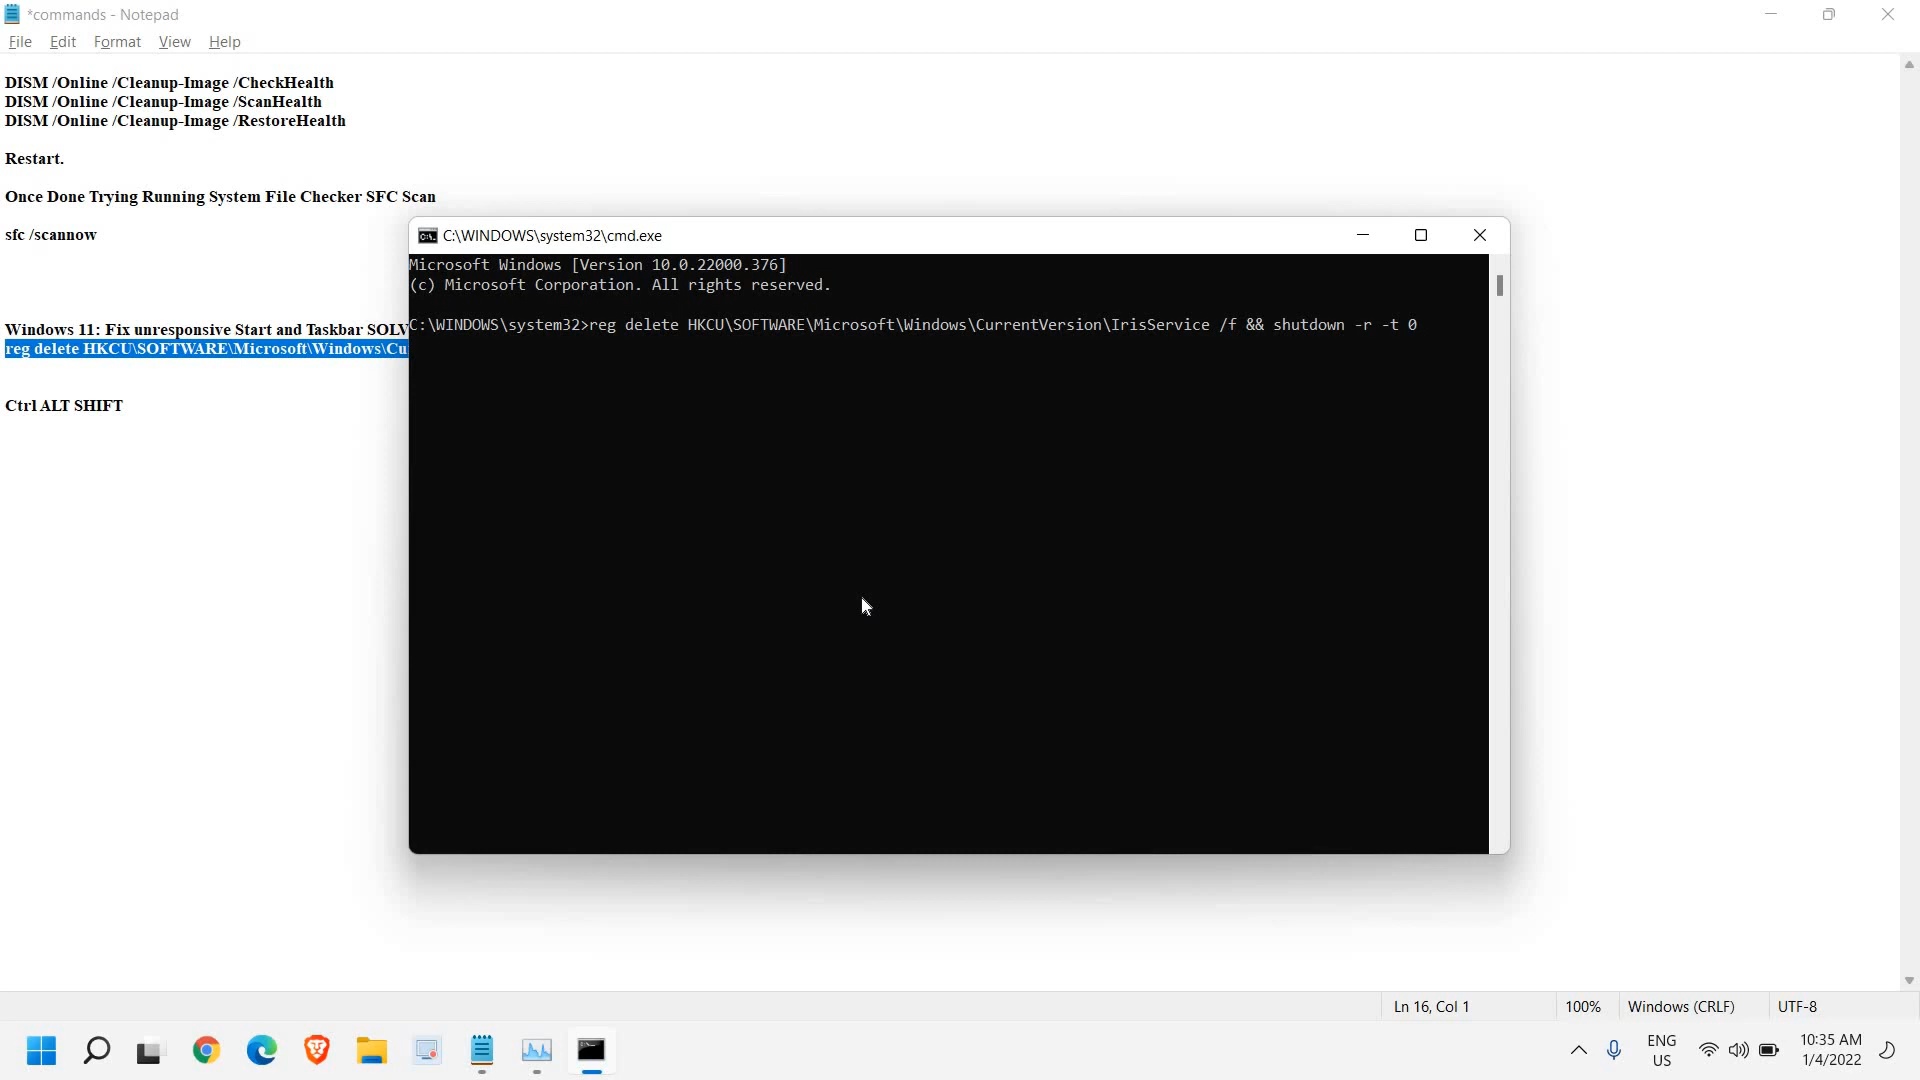 *commands - Notepad
File Edit Format View Help
DISM /Online /Cleanup-Image /CheckHealth
DISM /Online /Cleanup-Image /ScanHealth
DISM /Online /Cleanup-Image /RestoreHealth
Restart.
Once Done Trying Running System File Checker SFC Scan
sfc /scannow
Windows 11: Fix unresponsive Start and Taskbar SOLV
reg delete HKCU\SOFTWARE\Microsoft\Windows\Cu
Ctrl ALT SHIFT
C:\WINDOWS\system32\cmd.exe
Microsoft Windows [Version 10.0.22000.376]
(c) Microsoft Corporation. All rights reserved.
C:\WINDOWS\system32>reg delete HKCU\SOFTWARE\Microsoft\Windows\CurrentVersion\IrisService /f && shutdown -r -t 0
Ln 16, Col 1 100% Windows (CRLF) UTF-8
ENG
US
10:35 AM
1/4/2022